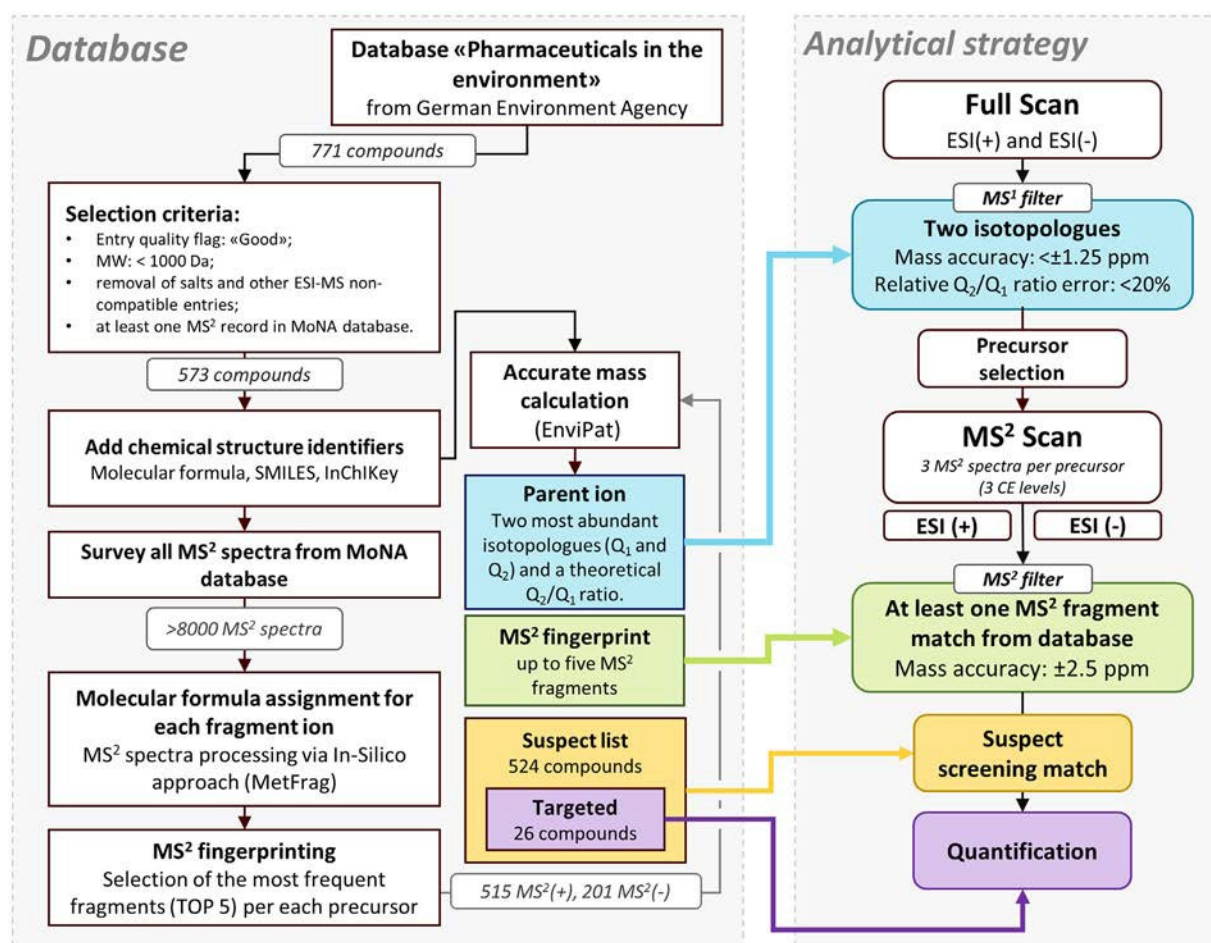 Database
Database «Pharmaceuticals in the
environment»
from German Environment Agency
771 compounds
Selection criteria:
• Entry quality flag: «Good»;
• MW: < 1000 Da;
• removal of salts and other ESI-MS non-
compatible entries;
• at least one MS² record in MoNA database.
573 compounds
Add chemical structure identifiers
Molecular formula, SMILES, InChIKey
Survey all MS² spectra from MoNA
database
>8000 MS² spectra
Molecular formula assignment for
each fragment ion
MS² spectra processing via In-Silico
approach (MetFrag)
MS² fingerprinting
Selection of the most frequent
fragments (TOP 5) per each precursor
515 MS²(+), 201 MS²(-)
Accurate mass
calculation
(EnviPat)
Parent ion
Two most abundant
isotopologues (Q₁ and
Q₂) and a theoretical
Q₂/Q₁ ratio.
MS² fingerprint
up to five MS²
fragments
Suspect list
524 compounds
Targeted
26 compounds
Analytical strategy
Full Scan
ESI(+) and ESI(-)
MS¹ filter
Two isotopologues
Mass accuracy: <±1.25 ppm
Relative Q₂/Q₁ ratio error: <20%
Precursor
selection
MS² Scan
3 MS² spectra per precursor
(3 CE levels)
ESI (+)
ESI (-)
MS² filter
At least one MS² fragment
match from database
Mass accuracy: ±2.5 ppm
Suspect
screening match
Quantification